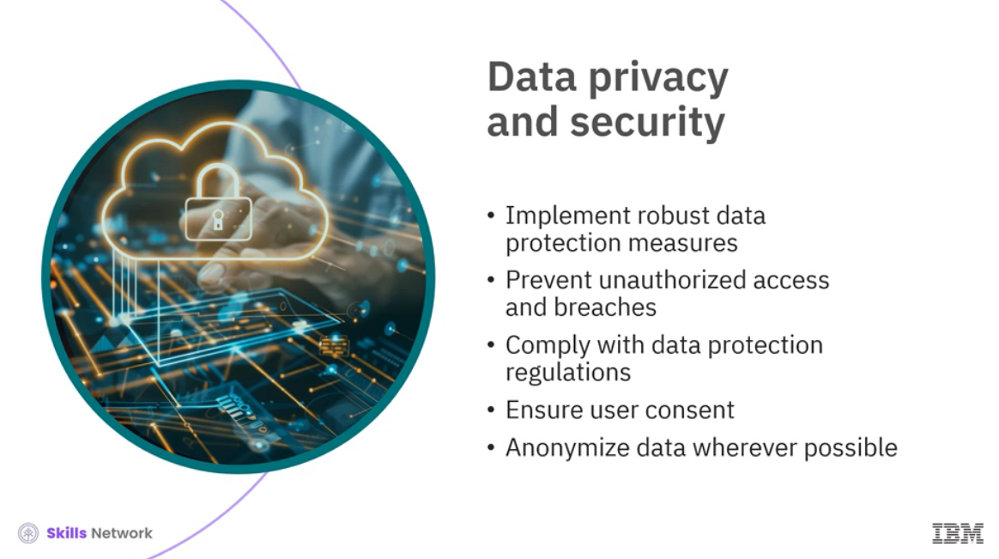 Data privacy
and security
• Implement robust data
protection measures
• Prevent unauthorized access
and breaches
• Comply with data protection
regulations
• Ensure user consent
• Anonymize data wherever possible
Skills Network
IBM